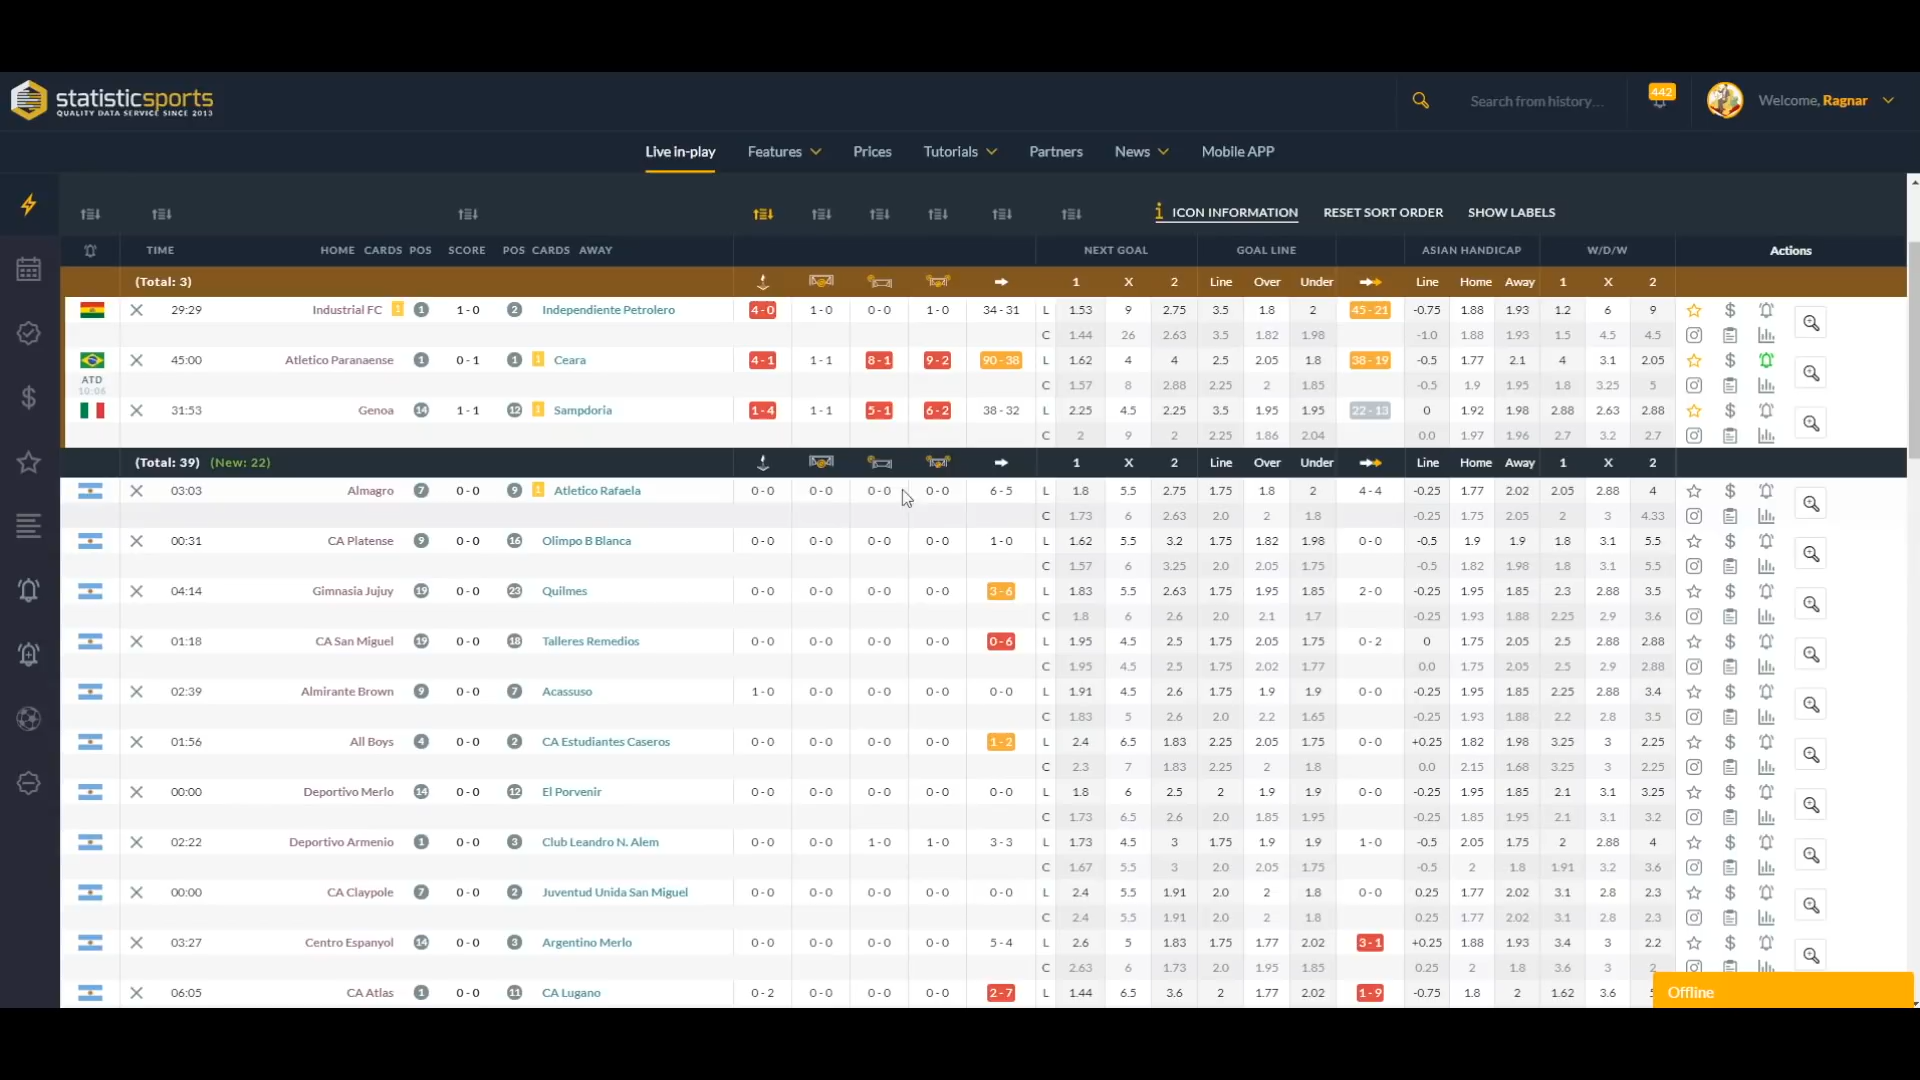 statisticsports
QUALITY DATA SERVICE SINCE 2013
Search from history...
442
Welcome, Ragnar
Live in-play Features Prices Tutorials Partners News Mobile APP
i ICON INFORMATION RESET SORT ORDER SHOW LABELS
TIME HOME CARDS POS SCORE POS CARDS AWAY NEXT GOAL GOAL LINE ASIAN HANDICAP W/D/W Actions
(Total: 3) 1 X 2 Line Over Under Line Home Away 1 X 2
29:29 Industrial FC 1 1 1-0 2 Independiente Petrolero 4-0 1-0 0-0 1-0 34-31 L 1.53 9 2.75 3.5 1.8 2 45-21 -0.75 1.88 1.93 1.2 6 9
C 1.44 26 2.63 3.5 1.82 1.98 -1.0 1.88 1.93 1.5 4.5 4.5
45:00 Atletico Paranaense 1 0-1 1 1 Ceara 4-1 1-1 8-1 9-2 90-38 L 1.62 4 4 2.5 2.05 1.8 38-19 -0.5 1.77 2.1 4 3.1 2.05
ATD
10:06 C 1.57 8 2.88 2.25 2 1.85 -0.5 1.9 1.95 1.8 3.25 5
31:53 Genoa 14 1-1 12 1 Sampdoria 1-4 1-1 5-1 6-2 38-32 L 2.25 4.5 2.25 3.5 1.95 1.95 22-13 0 1.92 1.98 2.88 2.63 2.88
C 2 9 2 2.25 1.86 2.04 0.0 1.97 1.96 2.7 3.2 2.7
(Total: 39) (New: 22) 1 X 2 Line Over Under Line Home Away 1 X 2
03:03 Almagro 7 0-0 9 1 Atletico Rafaela 0-0 0-0 0-0 0-0 6-5 L 1.8 5.5 2.75 1.75 1.8 2 4-4 -0.25 1.77 2.02 2.05 2.88 4
C 1.73 6 2.63 2.0 2 1.8 -0.25 1.75 2.05 2 3 4.33
00:31 CA Platense 9 0-0 16 Olimpo B Blanca 0-0 0-0 0-0 0-0 1-0 L 1.62 5.5 3.2 1.75 1.82 1.98 0-0 -0.5 1.9 1.9 1.8 3.1 5.5
C 1.57 6 3.25 2.0 2.05 1.75 -0.5 1.82 1.98 1.8 3.1 5.5
04:14 Gimnasia Jujuy 19 0-0 23 Quilmes 0-0 0-0 0-0 0-0 3-6 L 1.83 5.5 2.63 1.75 1.95 1.85 2-0 -0.25 1.95 1.85 2.3 2.88 3.5
C 1.8 6 2.6 2.0 2.1 1.7 -0.25 1.93 1.88 2.25 2.9 3.6
01:18 CA San Miguel 19 0-0 18 Talleres Remedios 0-0 0-0 0-0 0-0 0-6 L 1.95 4.5 2.5 1.75 2.05 1.75 0-2 0 1.75 2.05 2.5 2.88 2.88
C 1.95 4.5 2.5 1.75 2.02 1.77 0.0 1.75 2.05 2.5 2.9 2.88
02:39 Almirante Brown 9 0-0 7 Acassuso 1-0 0-0 0-0 0-0 0-0 L 1.91 4.5 2.6 1.75 1.9 1.9 0-0 -0.25 1.95 1.85 2.25 2.88 3.4
C 1.83 5 2.6 2.0 2.2 1.65 -0.25 1.93 1.88 2.2 2.8 3.5
01:56 All Boys 4 0-0 2 CA Estudiantes Caseros 0-0 0-0 0-0 0-0 1-2 L 2.4 6.5 1.83 2.25 2.05 1.75 0-0 +0.25 1.82 1.98 3.25 3 2.25
C 2.3 7 1.83 2.25 2 1.8 0.0 2.15 1.68 3.25 3 2.25
00:00 Deportivo Merlo 14 0-0 12 El Porvenir 0-0 0-0 0-0 0-0 0-0 L 1.8 6 2.5 2 1.9 1.9 0-0 -0.25 1.95 1.85 2.1 3.1 3.25
C 1.73 6.5 2.6 2.0 1.85 1.95 -0.25 1.85 1.95 2.1 3.1 3.2
02:22 Deportivo Armenio 1 0-0 3 Club Leandro N. Alem 0-0 0-0 1-0 1-0 3-3 L 1.73 4.5 3 1.75 1.9 1.9 1-0 -0.5 2.05 1.75 2 2.88 4
C 1.67 5.5 3 2.0 2.05 1.75 -0.5 2 1.8 1.91 3.2 3.6
00:00 CA Claypole 7 0-0 2 Juventud Unida San Miguel 0-0 0-0 0-0 0-0 0-0 L 2.4 5.5 1.91 2.0 2 1.8 0-0 0.25 1.77 2.02 3.1 2.8 2.3
C 2.4 5.5 1.91 2.0 2 1.8 0.25 1.77 2.02 3.1 2.8 2.3
03:27 Centro Espanyol 14 0-0 3 Argentino Merlo 0-0 0-0 0-0 0-0 5-4 L 2.6 5 1.83 1.75 1.77 2.02 3-1 +0.25 1.88 1.93 3.4 3 2.2
C 2.63 6 1.73 2.0 1.95 1.85 0.25 2 1.8 3.6 3
06:05 CA Atlas 1 0-0 11 CA Lugano 0-2 0-0 0-0 0-0 2-7 L 1.44 6.5 3.6 2 1.77 2.02 1-9 -0.75 1.8 2 1.62 3.6
Offline